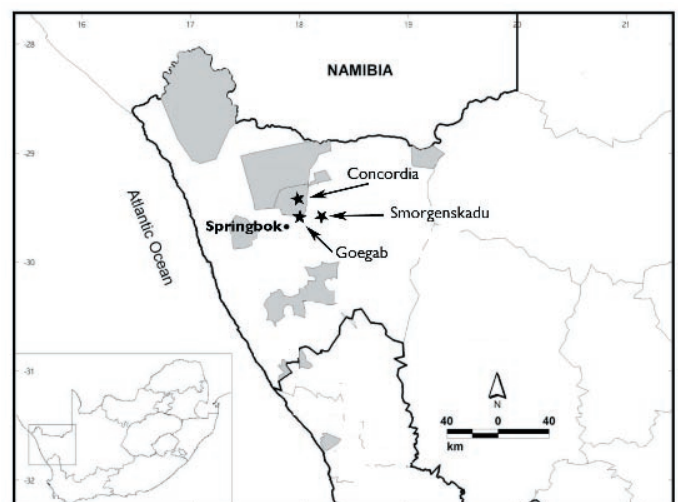 16 17 18 19 20 21
-28
NAMIBIA
-29
Concordia
Atlantic Ocean
Smorgenskadu
Springbok
Goegab
-30
-31
N
40 0 40
km
-32